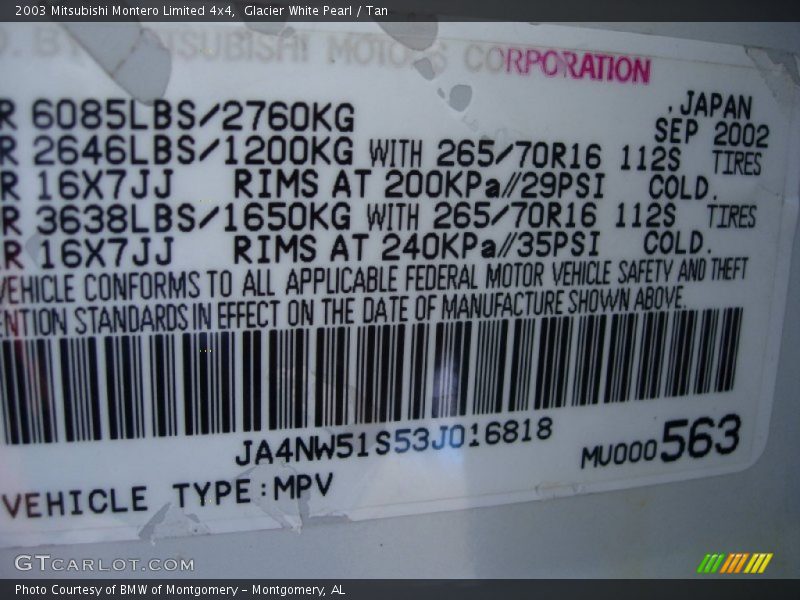 2003 Mitsubishi Montero Limited 4x4,  Glacier White Pearl / Tan
D. BY MITSUBISHI MOTORS CORPORATION
.JAPAN
R 6085LBS/2760KG SEP 2002
R 2646LBS/1200KG WITH 265/70R16 112S TIRES
R 16X7JJ RIMS AT 200KPa//29PSI COLD.
R 3638LBS/1650KG WITH 265/70R16 112S TIRES
R 16X7JJ RIMS AT 240KPa//35PSI COLD.
VEHICLE CONFORMS TO ALL APPLICABLE FEDERAL MOTOR VEHICLE SAFETY AND THEFT
ENTION STANDARDS IN EFFECT ON THE DATE OF MANUFACTURE SHOWN ABOVE.
JA4NW51S53J016818 MU000563
VEHICLE TYPE:MPV
GTCARLOT.COM
Photo Courtesy of BMW of Montgomery – Montgomery, AL